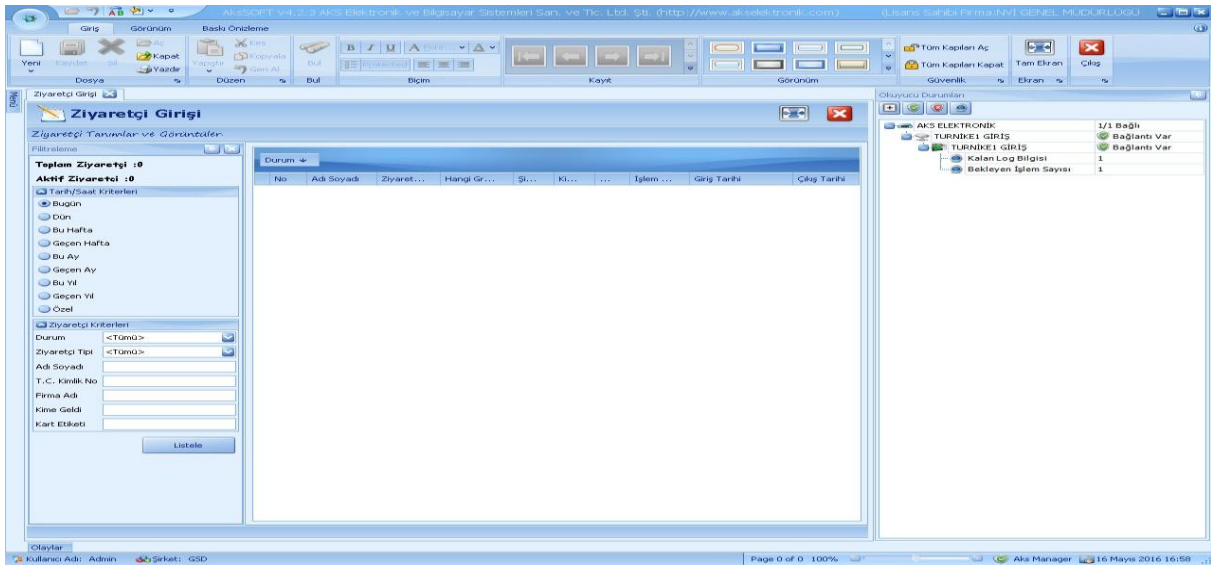 AksSOFT V4.2.3 AKS Elektronik ve Bilgisayar Sistemleri San. ve Tic. Ltd. Şti. (http://www.akselektronik.com) (Lisans Sahibi Firma:NVİ GENEL MÜDÜRLÜĞÜ
Giriş Görünüm Baskı Önizleme
Yeni Kaydet Sil Aç Kapat Yazdır
Yapıştır Kes Kopyala Geri Al
Bul
Tüm Kapıları Aç
Tüm Kapıları Kapat
Tam Ekran Çıkış
Dosya Düzen Bul Biçim Kayıt Görünüm Güvenlik Ekran
Menü
Ziyaretçi Girişi
Ziyaretçi Girişi
Ziyaretçi Tanımlar ve Görüntüler
Filtreleme
Toplam Ziyaretçi :0
Aktif Ziyaretçi :0
Tarih/Saat Kriterleri
Bugün
Dün
Bu Hafta
Geçen Hafta
Bu Ay
Geçen Ay
Bu Yıl
Geçen Yıl
Özel
Ziyaretçi Kriterleri
Durum <Tümü>
Ziyaretçi Tipi <Tümü>
Adı Soyadı
T.C. Kimlik No
Firma Adı
Kime Geldi
Kart Etiketi
Listele
Durum
No Adı Soyadı Ziyaret... Hangi Gr... Şi... Ki... ... İşlem ... Giriş Tarihi Çıkış Tarihi
Okuyucu Durumları
AKS ELEKTRONİK 1/1 Bağlı
TURNİKE1 GİRİŞ Bağlantı Var
TURNİKE1 GİRİŞ Bağlantı Var
Kalan Log Bilgisi 1
Bekleyen İşlem Sayısı 1
Olaylar
Kullanıcı Adı: Admin Şirket: GSD Page 0 of 0 100% Aks Manager 16 Mayıs 2016 16:58